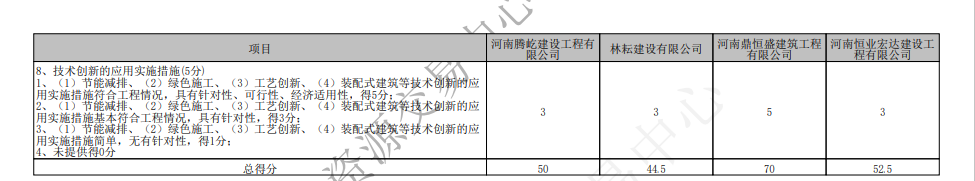 项目
河南腾屹建设工程有限公司
林耘建设有限公司
河南鼎恒盛建筑工程有限公司
河南恒业宏达建设工程有限公司
8、技术创新的应用实施措施(5分)
1、（1）节能减排、（2）绿色施工、（3）工艺创新、（4）装配式建筑等技术创新的应
用实施措施符合工程情况，具有针对性、可行性、经济适用性，得5分；
2、（1）节能减排、（2）绿色施工、（3）工艺创新、（4）装配式建筑等技术创新的应
用实施措施基本符合工程情况，具有针对性，得3分；
3、（1）节能减排、（2）绿色施工、（3）工艺创新、（4）装配式建筑等技术创新的应
用实施措施简单，无有针对性，得1分；
4、未提供得0分
3
3
5
3
总得分
50
44.5
70
52.5
资源交易中心
中心